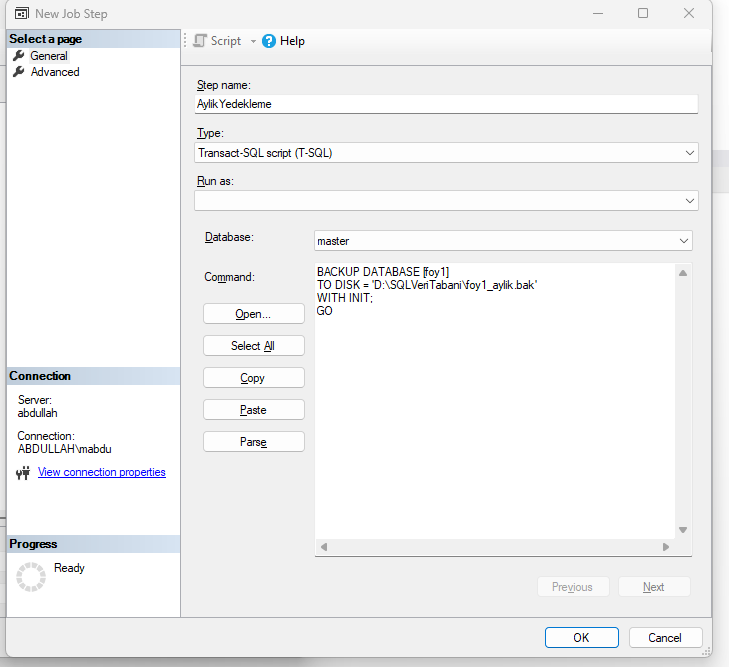 New Job Step
Select a page
General
Advanced
Script
Help
Step name:
AylikYedekleme
Type:
Transact-SQL script (T-SQL)
Run as:
Database:
master
Command:
BACKUP DATABASE [foy1]
TO DISK = 'D:\SQLVeriTabani\foy1_aylik.bak'
WITH INIT;
GO
Open...
Select All
Copy
Paste
Parse
Connection
Server:
abdullah
Connection:
ABDULLAH\mabdu
View connection properties
Progress
Ready
Previous
Next
OK
Cancel